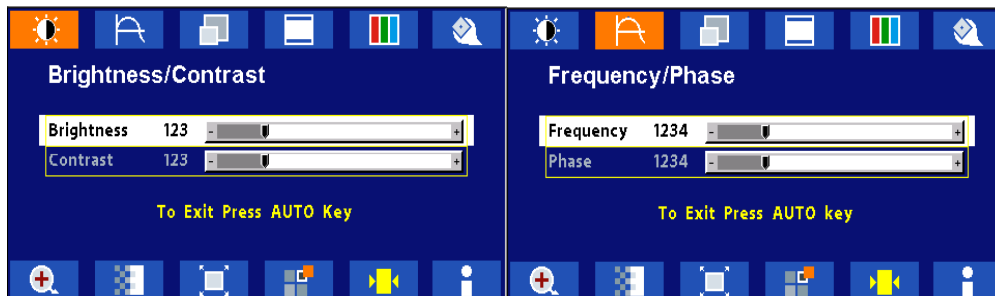 Brightness/Contrast
Brightness 123 - +
Contrast 123 - +
To Exit Press AUTO Key
Frequency/Phase
Frequency 1234 - +
Phase 1234 - +
To Exit Press AUTO key